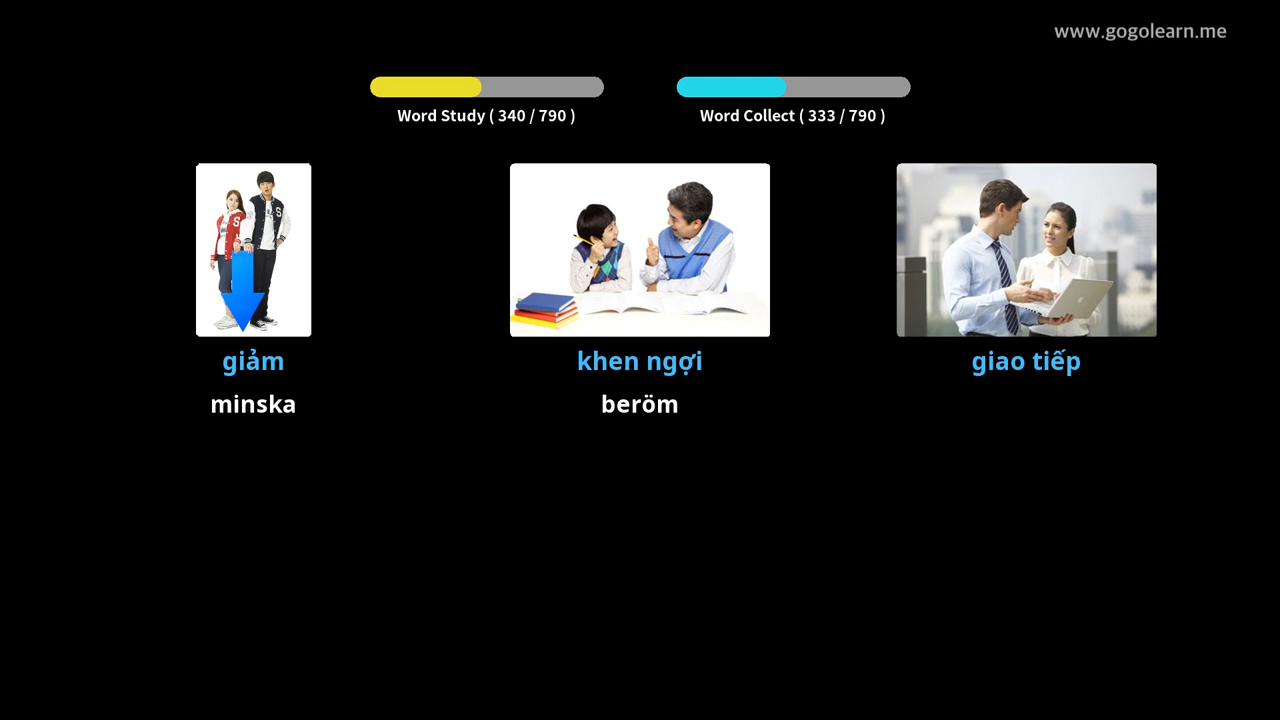 www.gogolearn.me
Word Study ( 340 / 790 )
Word Collect ( 333 / 790 )
S
S
giảm
khen ngợi
giao tiếp
minska
beröm